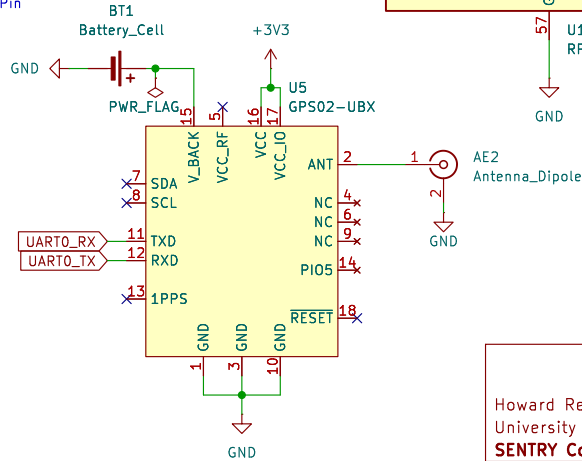 Pin
BT1
Battery_Cell
GND
+
PWR_FLAG
+3V3
57
U1
RF
GND
U5
GPS02-UBX
15
5
16
17
V_BACK
VCC_RF
VCC
VCC_IO
ANT
2
1
AE2
Antenna_Dipole
2
GND
7
SDA
8
SCL
UART0_RX
11
TXD
UART0_TX
12
RXD
13
1PPS
NC
4
NC
6
NC
9
PIO5
14
RESET
18
GND
GND
GND
1
3
10
GND
Howard Re
University
SENTRY Co